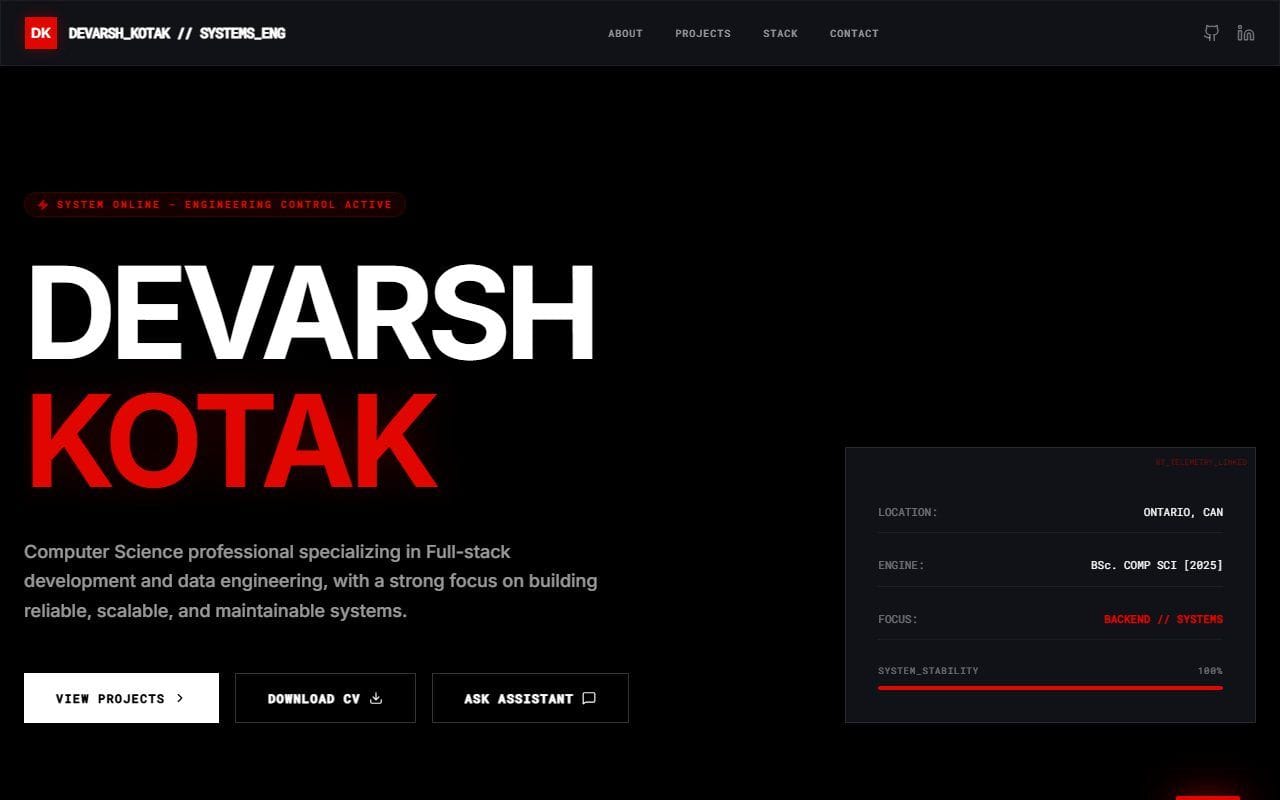 DK DEVARSH_KOTAK // SYSTEMS_ENG
ABOUT PROJECTS STACK CONTACT
SYSTEM ONLINE – ENGINEERING CONTROL ACTIVE
DEVARSH
KOTAK
Computer Science professional specializing in Full-stack
development and data engineering, with a strong focus on building
reliable, scalable, and maintainable systems.
VIEW PROJECTS
DOWNLOAD CV
ASK ASSISTANT
LOCATION: ONTARIO, CAN
ENGINE: BSc. COMP SCI [2025]
FOCUS: BACKEND // SYSTEMS
SYSTEM_STABILITY 100%